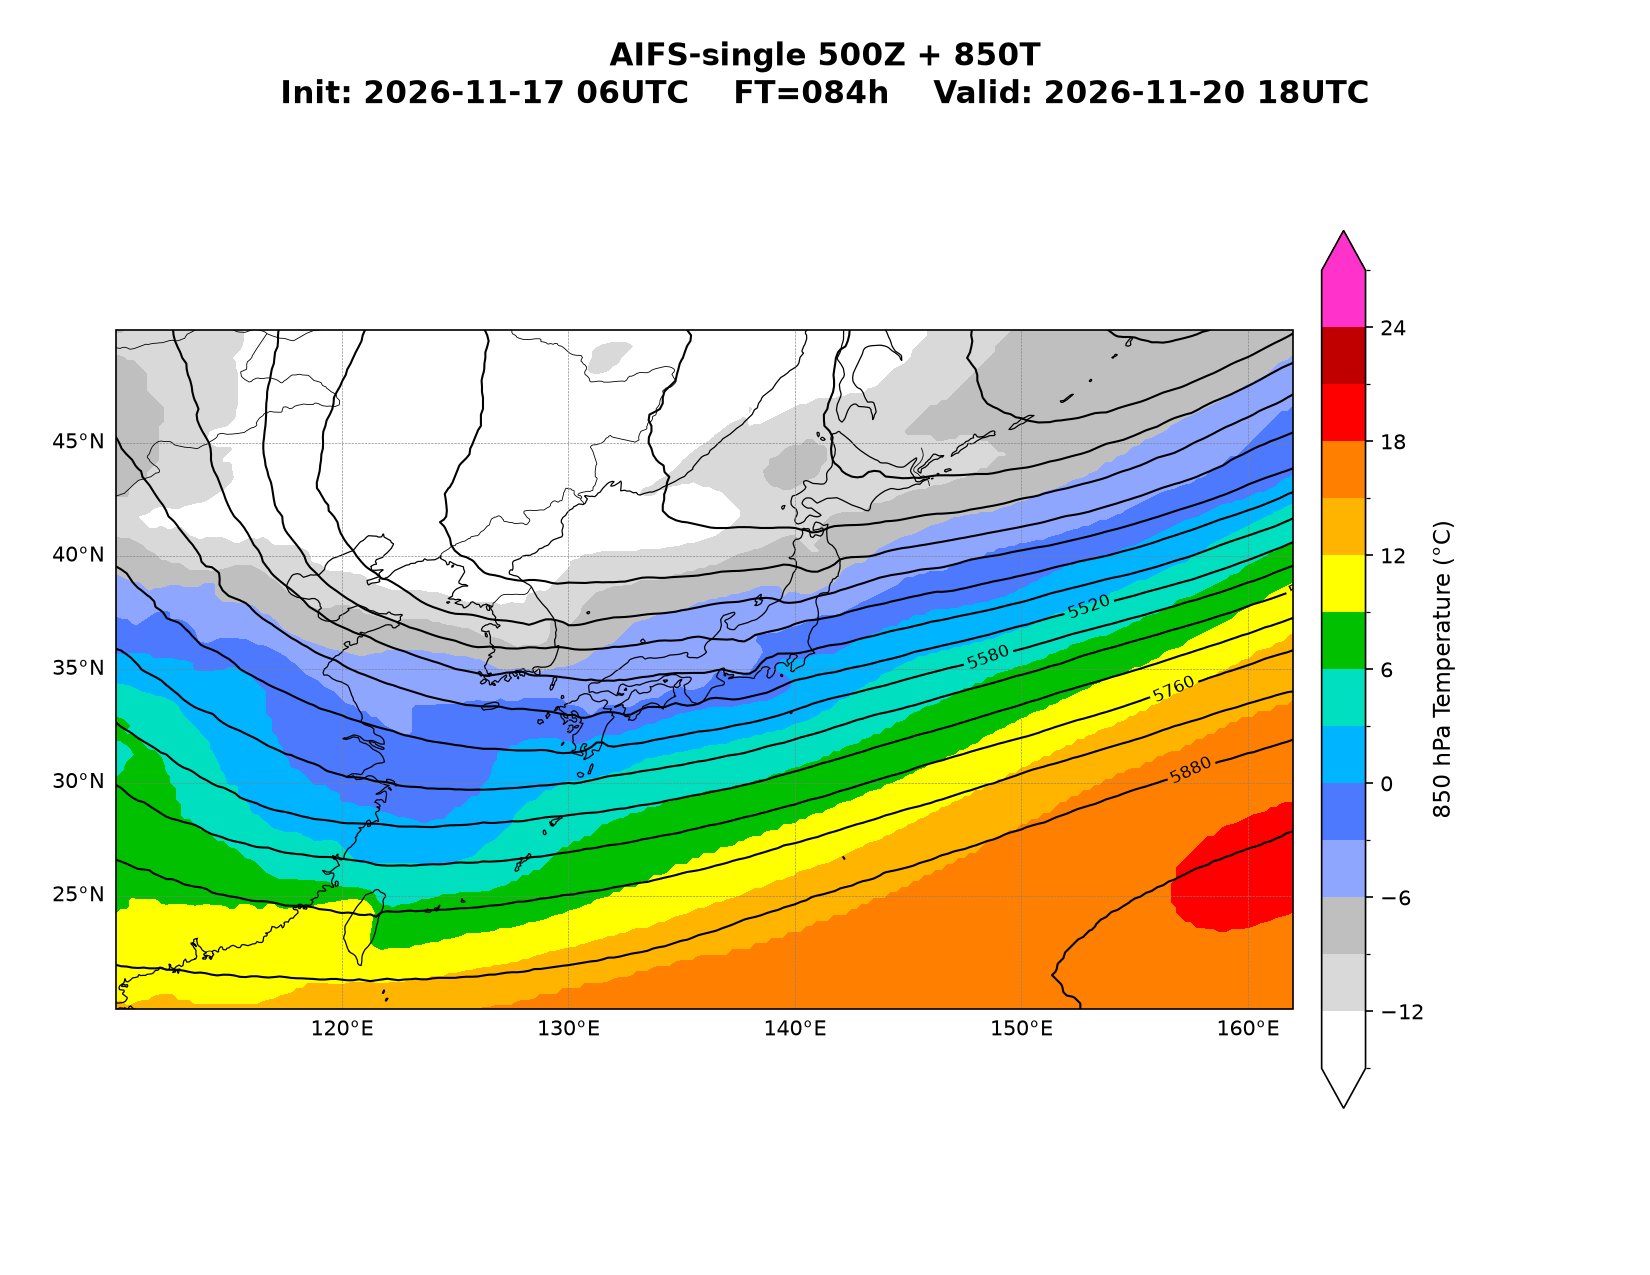 AIFS-single 500Z + 850T
Init: 2026-11-17 06UTC    FT=084h    Valid: 2026-11-20 18UTC
24
18
12
6
0
−6
−12
850 hPa Temperature (°C)
45°N
40°N
35°N
30°N
25°N
5520
5580
5760
5880
120°E
130°E
140°E
150°E
160°E